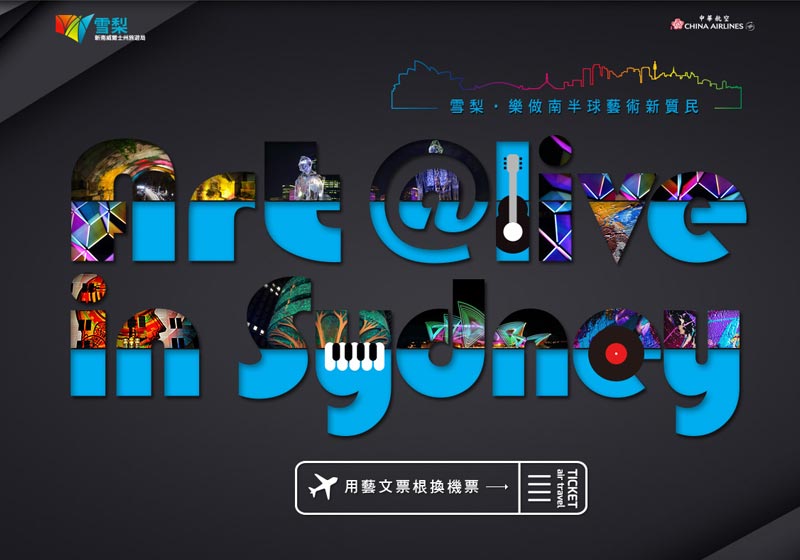 雪梨
新南威爾士州旅遊局
中華航空
CHINA AIRLINES
雪梨・樂做南半球藝術新質民
Art @live
in Sydney
用藝文票根換機票
TICKET
air travel